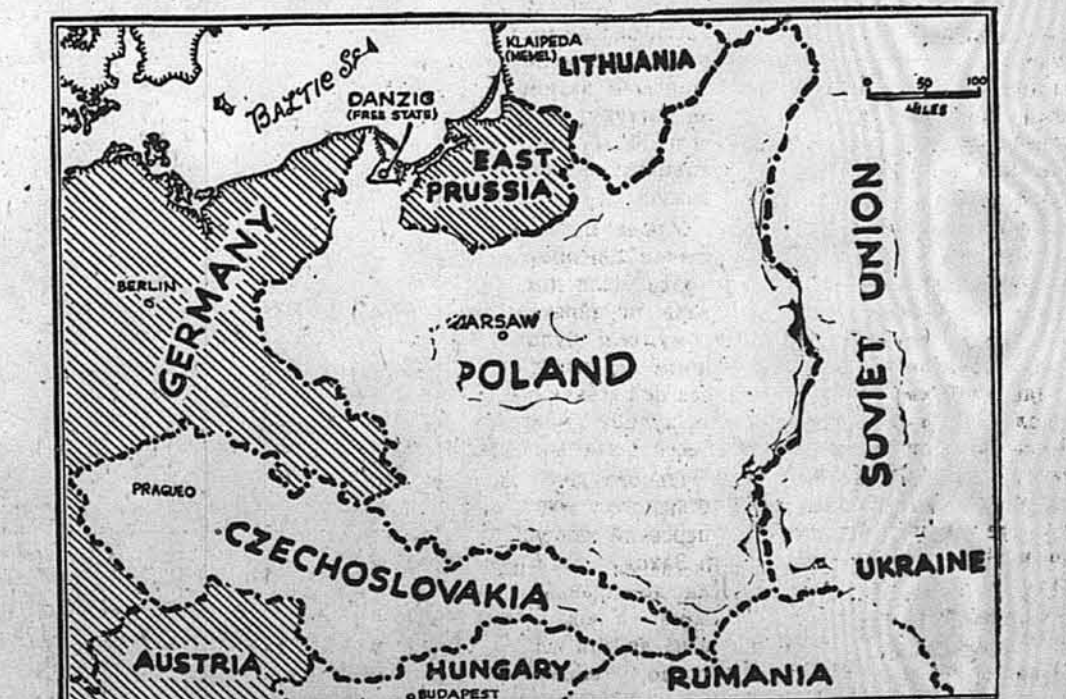 KLAIPEDA
(MEMEL)
LITHUANIA
0 50 100
MILES
BALTIC SEA
DANZIG
(FREE STATE)
EAST
PRUSSIA
SOVIET UNION
GERMANY
BERLIN
WARSAW
POLAND
PRAGUE
CZECHOSLOVAKIA
UKRAINE
AUSTRIA
HUNGARY
BUDAPEST
RUMANIA